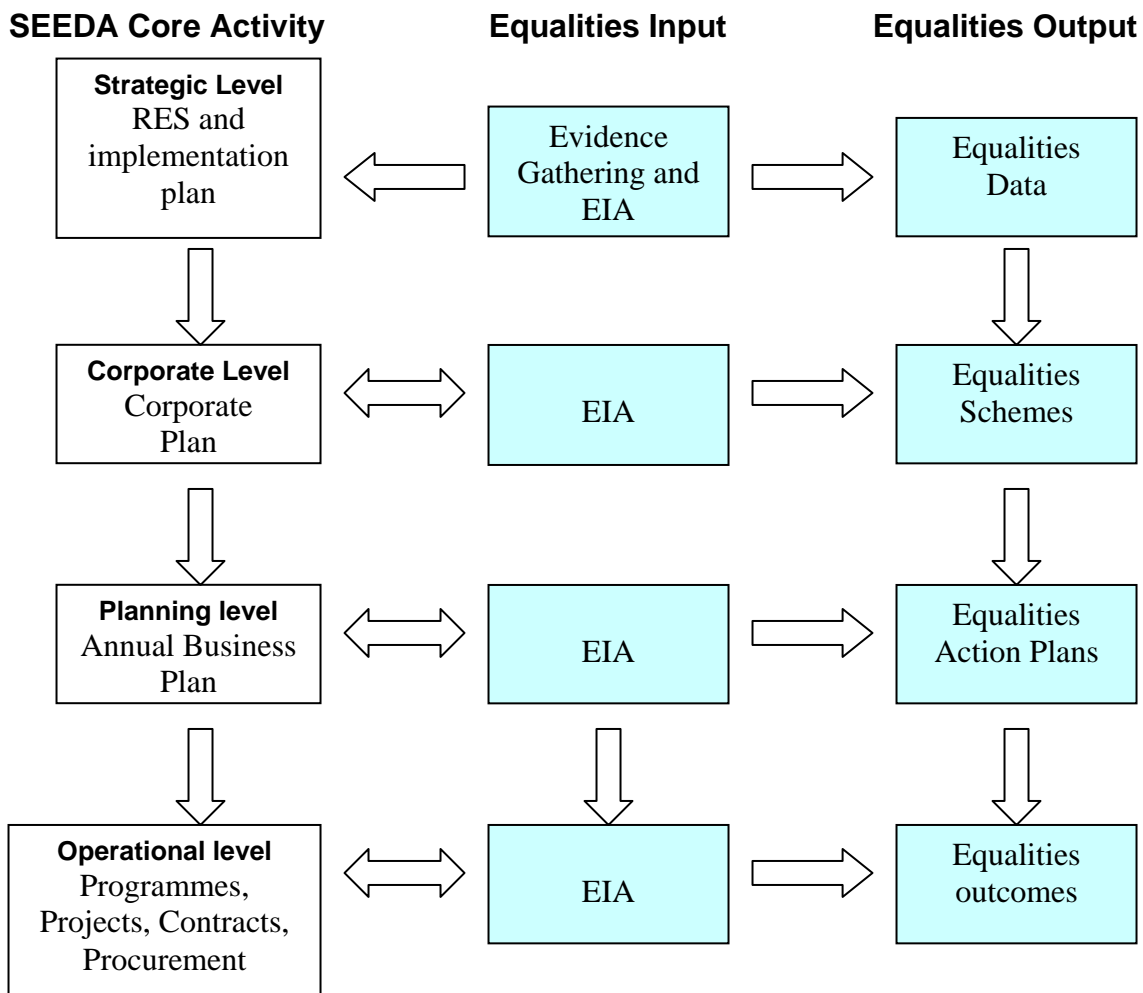 SEEDA Core Activity
Equalities Input
Equalities Output
Strategic Level
RES and
implementation
plan
Evidence
Gathering and
EIA
Equalities
Data
Corporate Level
Corporate
Plan
EIA
Equalities
Schemes
Planning level
Annual Business
Plan
EIA
Equalities
Action Plans
Operational level
Programmes,
Projects, Contracts,
Procurement
EIA
Equalities
outcomes